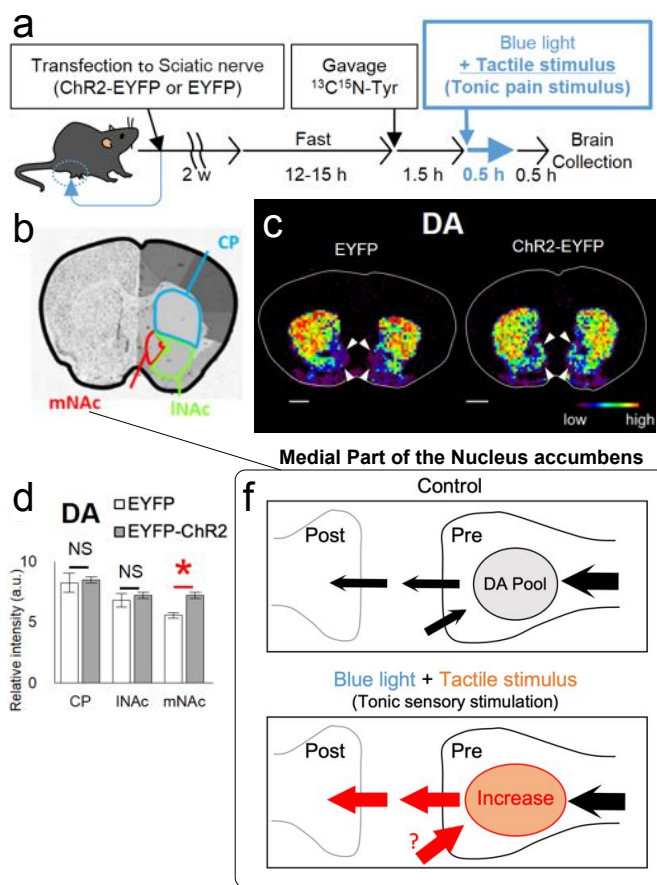 a
Transfection to Sciatic nerve
(ChR2-EYFP or EYFP)
Gavage
¹³C¹⁵N-Tyr
Blue light
+ Tactile stimulus
(Tonic pain stimulus)
Fast
Brain
Collection
2 w
12-15 h
1.5 h
0.5 h
0.5 h
b
CP
mNAc
lNAc
c
DA
EYFP
ChR2-EYFP
low
high
Medial Part of the Nucleus accumbens
d
DA
EYFP
EYFP-ChR2
NS
NS
*
10
5
0
Relative intensity (a.u.)
CP
lNAc
mNAc
f
Control
Post
Pre
DA Pool
Blue light + Tactile stimulus
(Tonic sensory stimulation)
Post
Pre
Increase
?